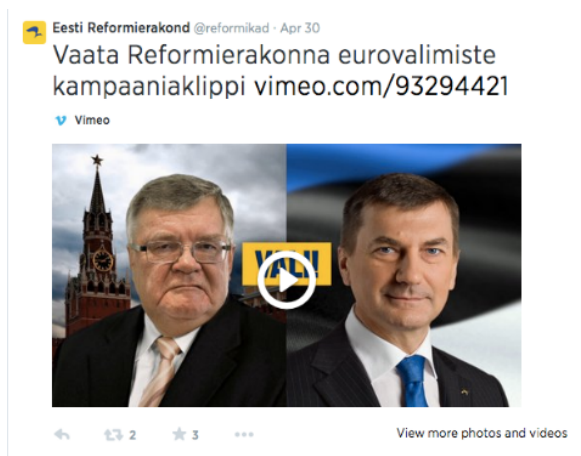 Eesti Reformierakond @reformikad · Apr 30
Vaata Reformierakonna eurovalimiste
kampaaniaklippi vimeo.com/93294421
Vimeo
VALI!
2
3
View more photos and videos